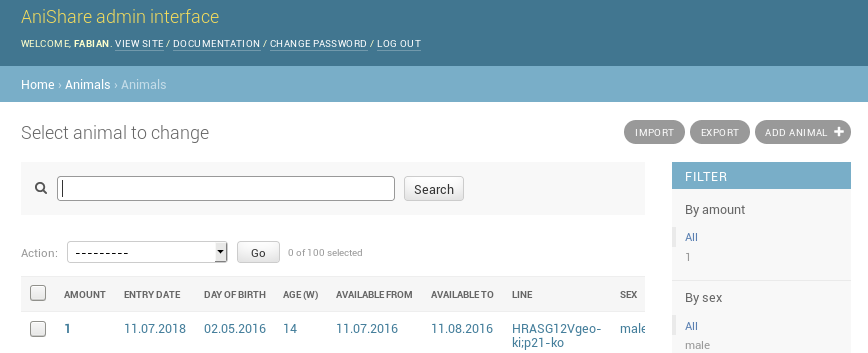 AniShare admin interface
WELCOME, FABIAN. VIEW SITE / DOCUMENTATION / CHANGE PASSWORD / LOG OUT
Home › Animals › Animals
Select animal to change
IMPORT EXPORT ADD ANIMAL +
Search
FILTER
By amount
All
1
By sex
All
male
Action: --------- Go 0 of 100 selected
AMOUNT ENTRY DATE DAY OF BIRTH AGE (W) AVAILABLE FROM AVAILABLE TO LINE SEX
1 11.07.2018 02.05.2016 14 11.07.2016 11.08.2016 HRASG12Vgeo- male
ki;p21-ko